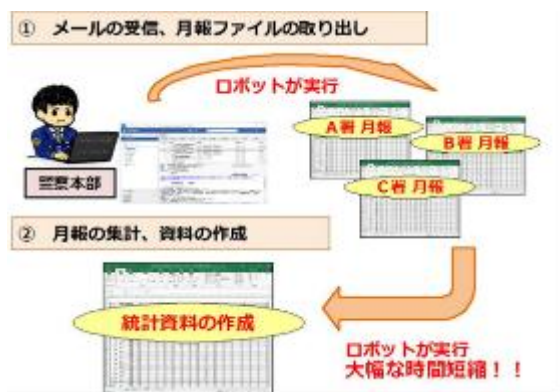 ① メールの受信、月報ファイルの取り出し
ロボットが実行
A署 月報
B署 月報
C署 月報
警察本部
② 月報の集計、資料の作成
統計資料の作成
ロボットが実行
大幅な時間短縮！！